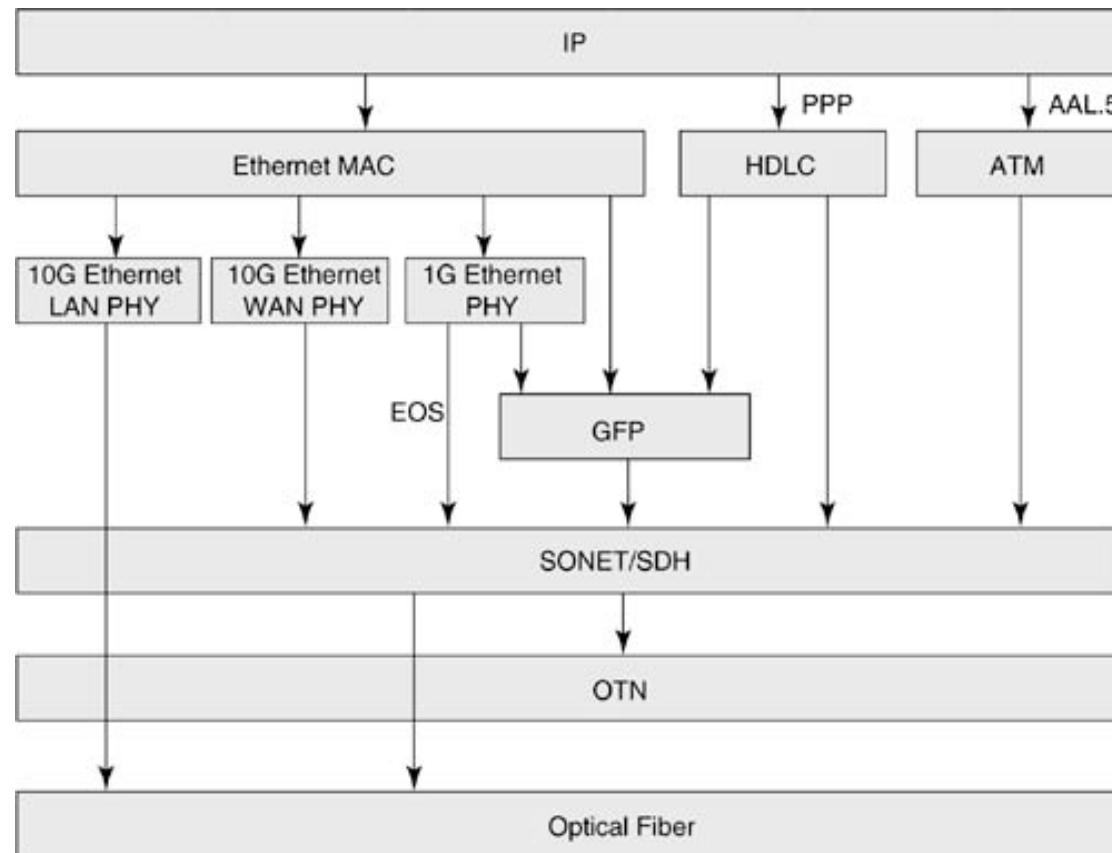 IP
PPP
AAL.5
Ethernet MAC
HDLC
ATM
10G Ethernet
LAN PHY
10G Ethernet
WAN PHY
1G Ethernet
PHY
EOS
GFP
SONET/SDH
OTN
Optical Fiber